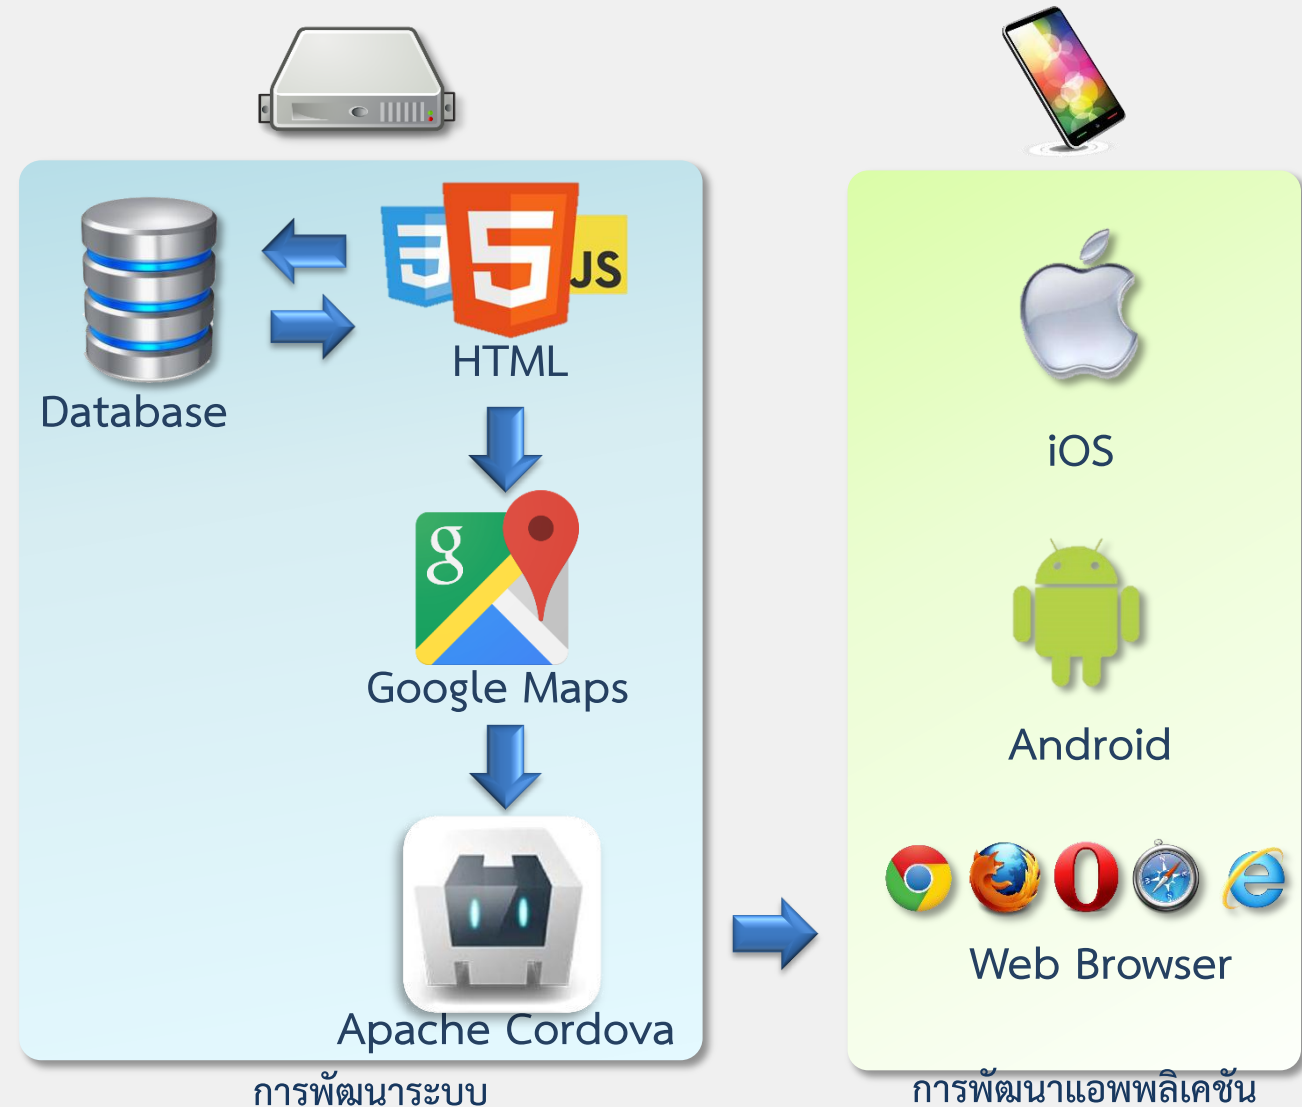 JS
HTML
Database
g
Google Maps
Apache Cordova
การพัฒนาระบบ
iOS
Android
Web Browser
การพัฒนาแอพพลิเคชัน